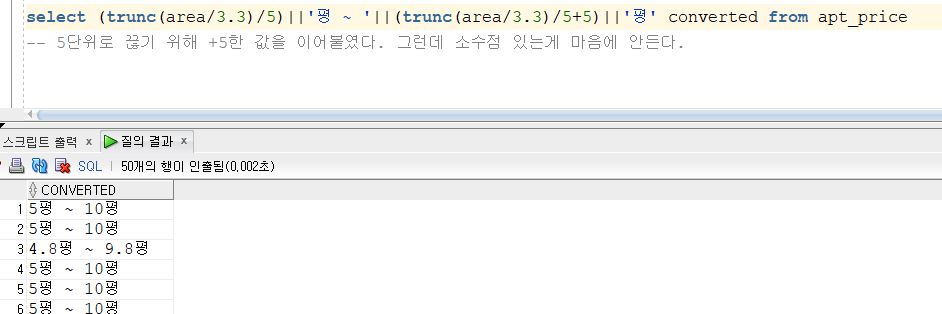 select (trunc(area/3.3)/5)||'평 ~ '||(trunc(area/3.3)/5+5)||'평' converted from apt_price
-- 5단위로 끊기 위해 +5한 값을 이어붙였다. 그런데 소수점 있는게 마음에 안든다.
스크립트 출력 x 질의 결과 x
SQL | 50개의 행이 인출됨(0.002초)
CONVERTED
1 5평 ~ 10평
2 5평 ~ 10평
3 4.8평 ~ 9.8평
4 5평 ~ 10평
5 5평 ~ 10평
6 5평 ~ 10평